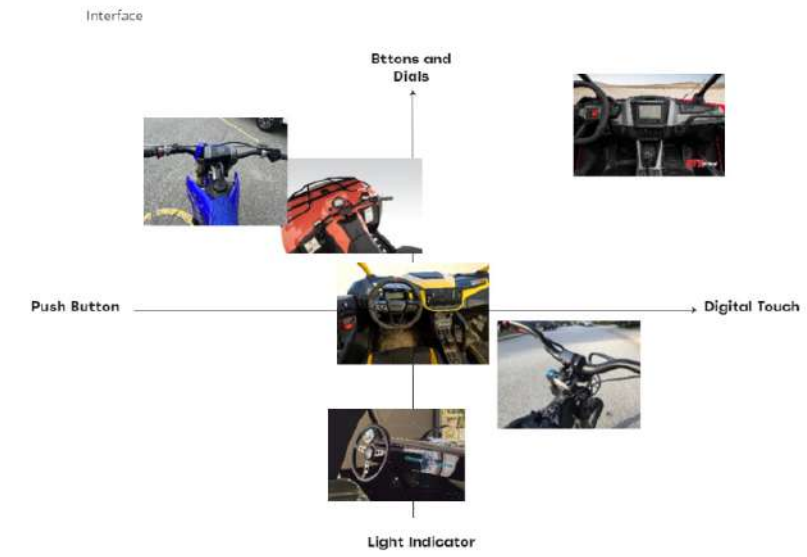 Interface
Bttons and
Dials
Push Button
Digital Touch
Light Indicator